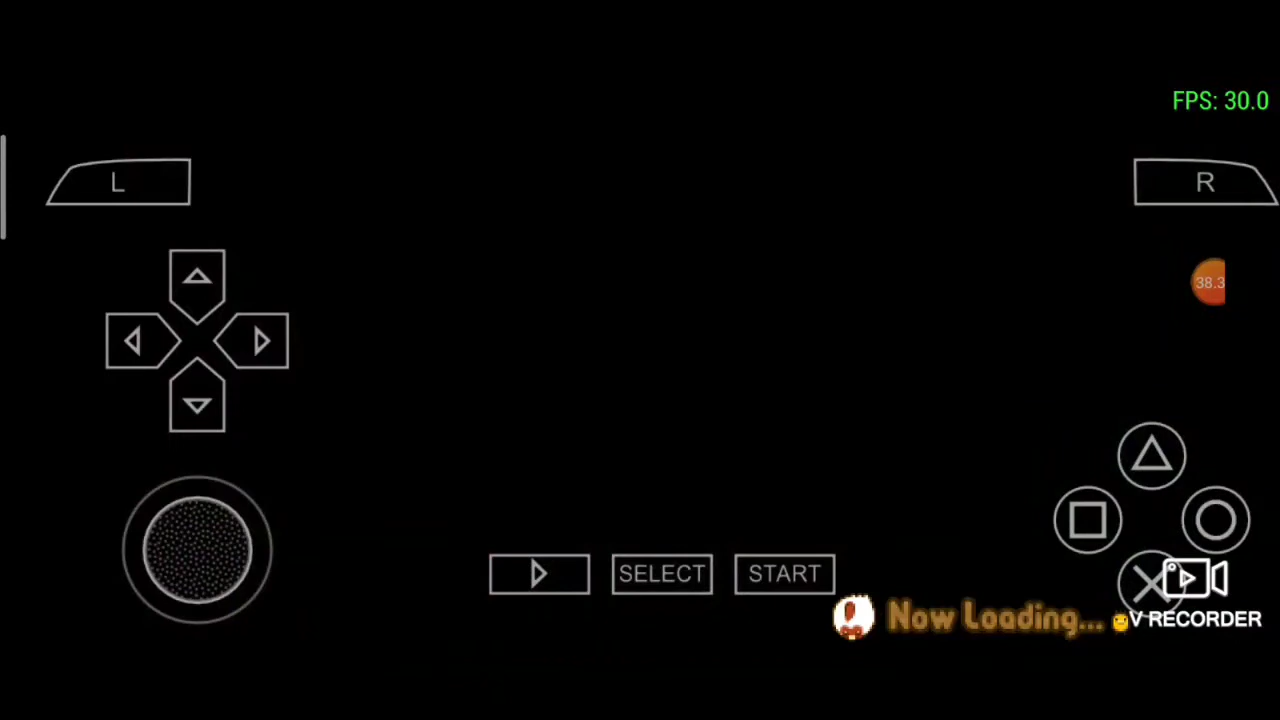 FPS: 30.0
L
R
38.3
SELECT
START
Now Loading...
V RECORDER